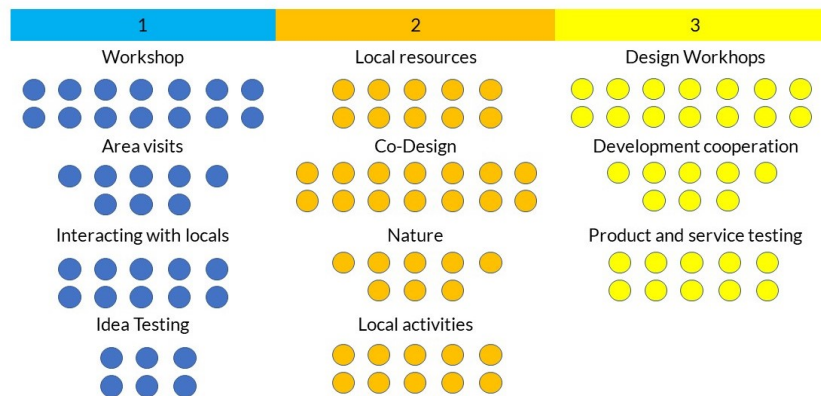 1
2
3
Workshop
Local resources
Design Workhops
Area visits
Co-Design
Development cooperation
Interacting with locals
Nature
Product and service testing
Idea Testing
Local activities